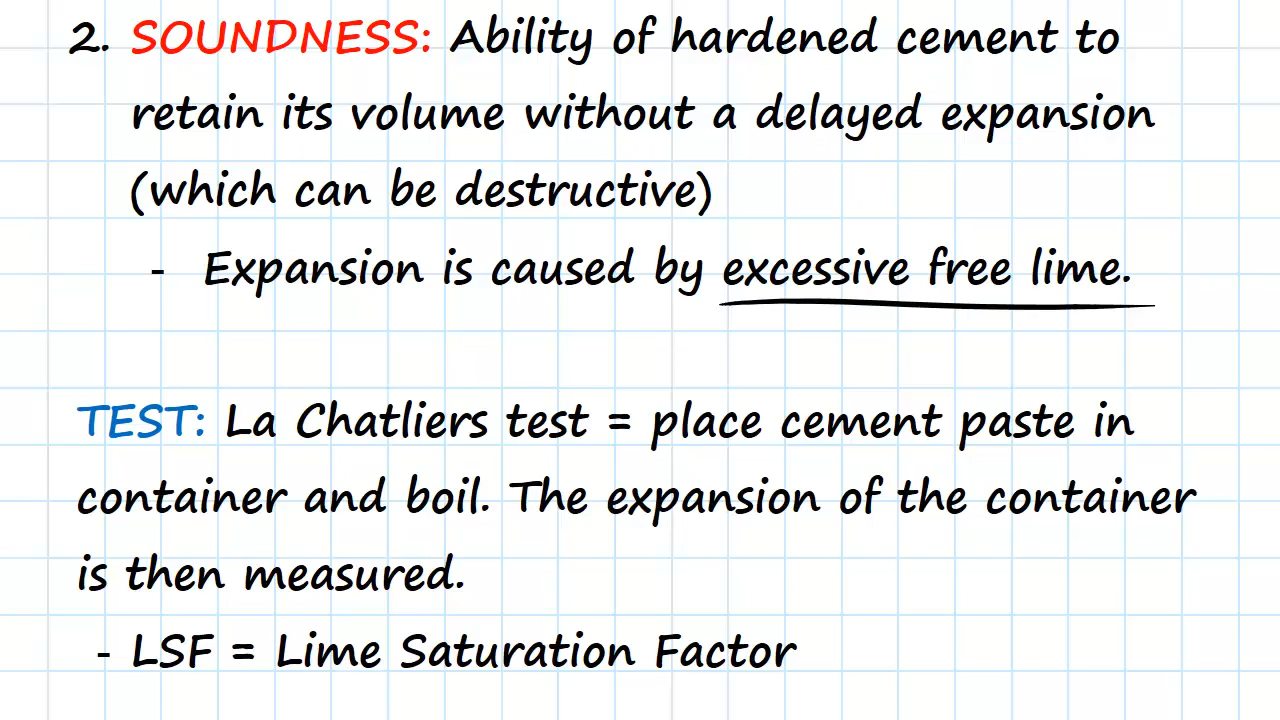 2. SOUNDNESS: Ability of hardened cement to
retain its volume without a delayed expansion
(which can be destructive)
- Expansion is caused by excessive free lime.
TEST: La Chatliers test = place cement paste in
container and boil. The expansion of the container
is then measured.
- LSF = Lime Saturation Factor